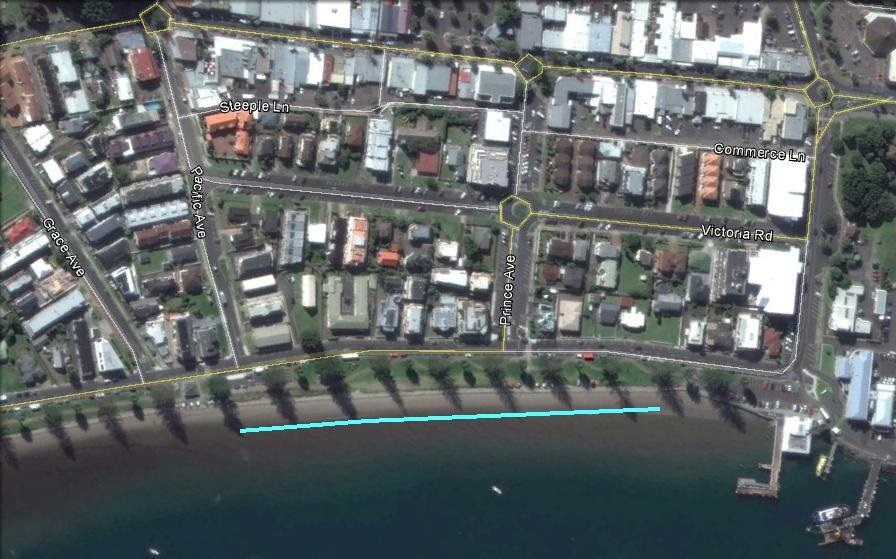 Steeple Ln
Commerce Ln
Pacific Ave
Grace Ave
Victoria Rd
Prince Ave